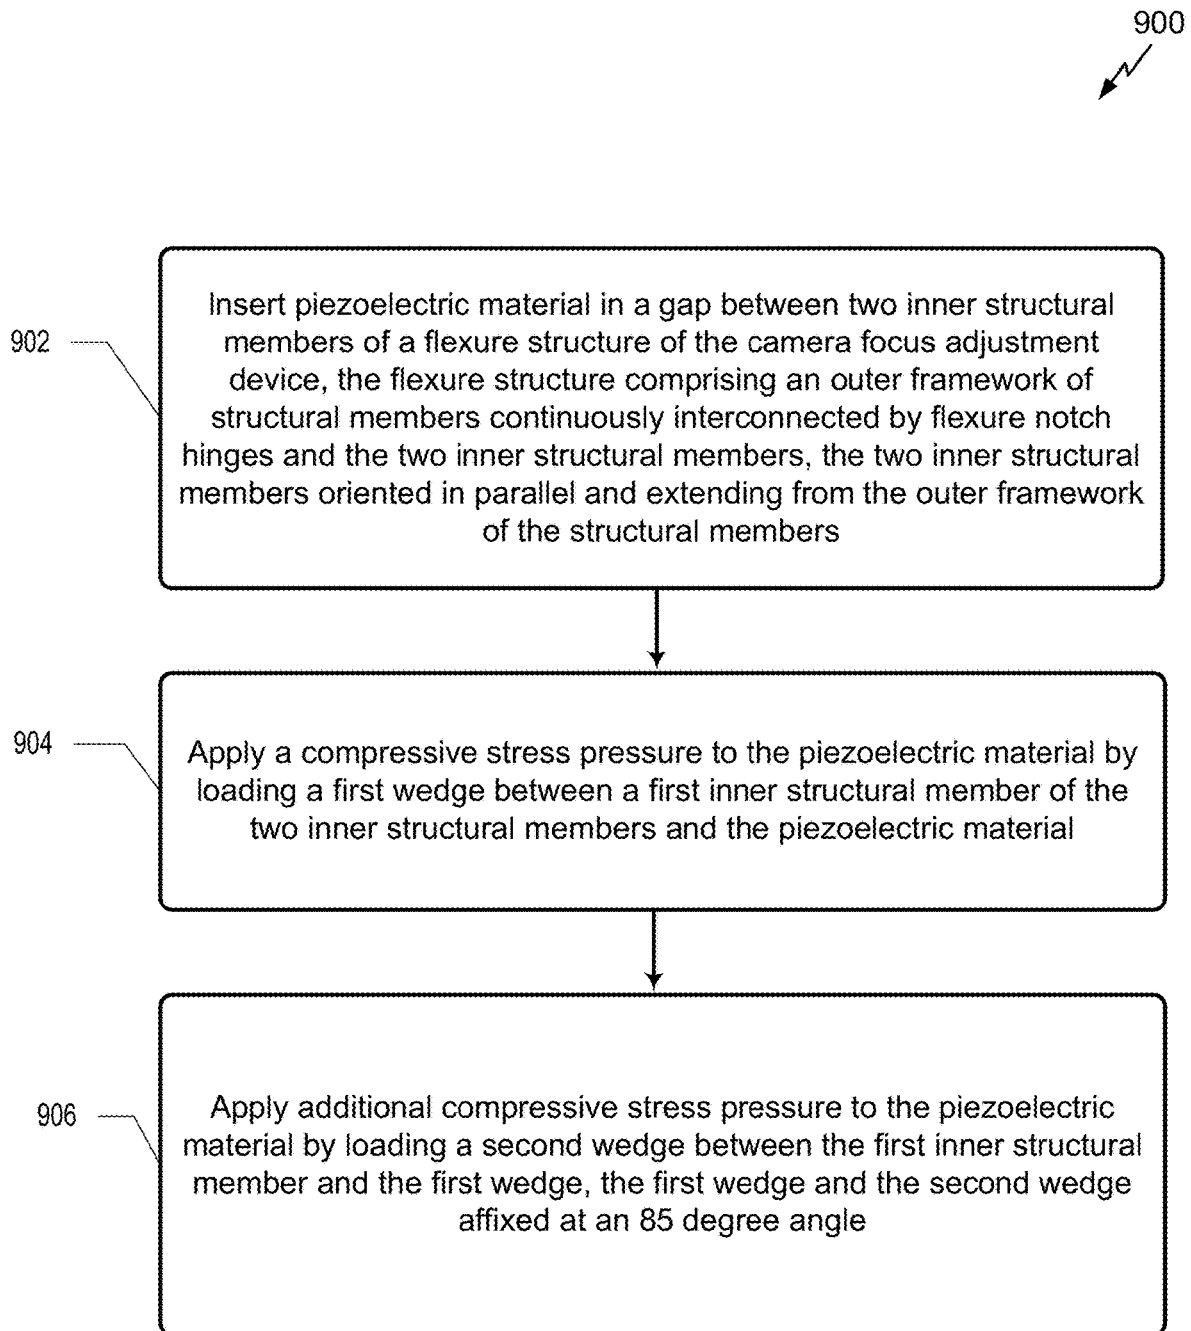 900
902
Insert piezoelectric material in a gap between two inner structural
members of a flexure structure of the camera focus adjustment
device, the flexure structure comprising an outer framework of
structural members continuously interconnected by flexure notch
hinges and the two inner structural members, the two inner structural
members oriented in parallel and extending from the outer framework
of the structural members
904
Apply a compressive stress pressure to the piezoelectric material by
loading a first wedge between a first inner structural member of the
two inner structural members and the piezoelectric material
906
Apply additional compressive stress pressure to the piezoelectric
material by loading a second wedge between the first inner structural
member and the first wedge, the first wedge and the second wedge
affixed at an 85 degree angle